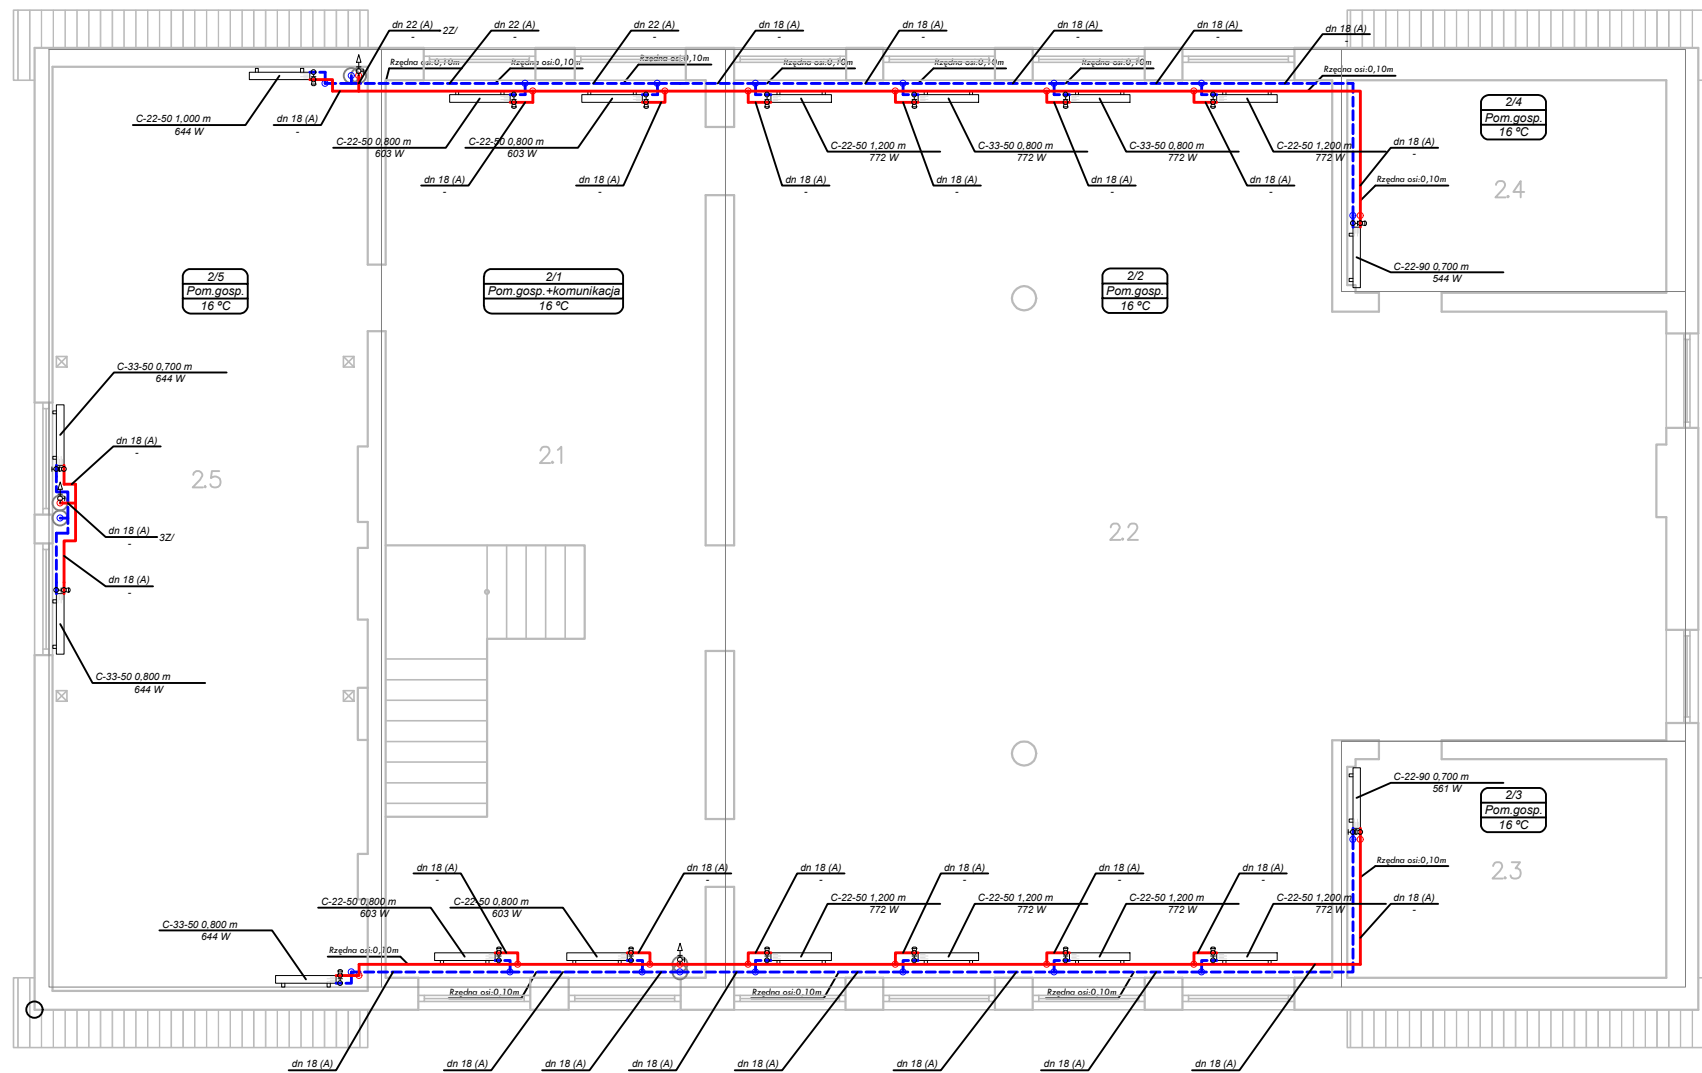 dn 22 (A)
-
2Z/
dn 22 (A)
-
dn 22 (A)
-
dn 18 (A)
-
dn 18 (A)
-
dn 18 (A)
-
dn 18 (A)
-
dn 18 (A)
-
Rzędna osi:0,10m
Rzędna osi:0,10m
Rzędna osi:0,10m
Rzędna osi:0,10m
Rzędna osi:0,10m
Rzędna osi:0,10m
Rzędna osi:0,10m
C-22-50 1,000 m
644 W
dn 18 (A)
-
C-22-50 0,800 m
603 W
C-22-50 0,800 m
603 W
C-22-50 1,200 m
772 W
C-33-50 0,800 m
772 W
C-33-50 0,800 m
772 W
C-22-50 1,200 m
772 W
dn 18 (A)
-
2/4
Pom.gosp.
16 ºC
dn 18 (A)
-
dn 18 (A)
-
dn 18 (A)
-
dn 18 (A)
-
dn 18 (A)
-
dn 18 (A)
-
Rzędna osi:0,10m
2.4
2/5
Pom.gosp.
16 ºC
2/1
Pom.gosp.+komunikacja
16 ºC
2/2
Pom.gosp.
16 ºC
C-22-90 0,700 m
544 W
C-33-50 0,700 m
644 W
dn 18 (A)
-
2.5
2.1
2.2
dn 18 (A)
-
3Z/
dn 18 (A)
-
C-33-50 0,800 m
644 W
C-22-90 0,700 m
561 W
2/3
Pom.gosp.
16 ºC
dn 18 (A)
-
dn 18 (A)
-
dn 18 (A)
-
dn 18 (A)
-
dn 18 (A)
-
dn 18 (A)
-
Rzędna osi:0,10m
2.3
C-22-50 0,800 m
603 W
C-22-50 0,800 m
603 W
C-22-50 1,200 m
772 W
C-22-50 1,200 m
772 W
C-22-50 1,200 m
772 W
C-22-50 1,200 m
772 W
dn 18 (A)
-
C-33-50 0,800 m
644 W
Rzędna osi:0,10m
Rzędna osi:0,10m
Rzędna osi:0,10m
Rzędna osi:0,10m
dn 18 (A)
dn 18 (A)
dn 18 (A)
dn 18 (A)
dn 18 (A)
dn 18 (A)
dn 18 (A)
dn 18 (A)